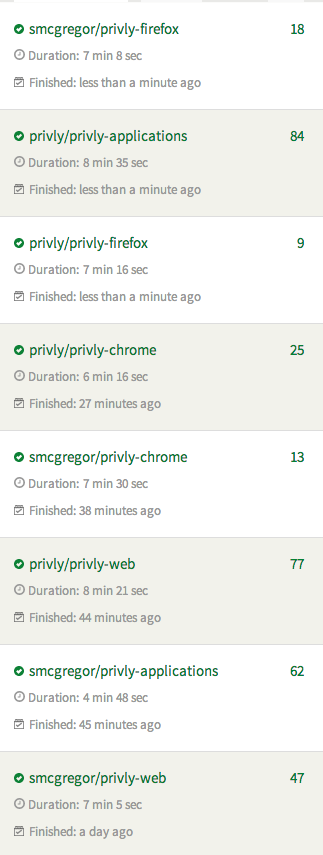 smcgregor/privly-firefox 18
Duration: 7 min 8 sec
Finished: less than a minute ago
privly/privly-applications 84
Duration: 8 min 35 sec
Finished: less than a minute ago
privly/privly-firefox 9
Duration: 7 min 16 sec
Finished: less than a minute ago
privly/privly-chrome 25
Duration: 6 min 16 sec
Finished: 27 minutes ago
smcgregor/privly-chrome 13
Duration: 7 min 30 sec
Finished: 38 minutes ago
privly/privly-web 77
Duration: 8 min 21 sec
Finished: 44 minutes ago
smcgregor/privly-applications 62
Duration: 4 min 48 sec
Finished: 45 minutes ago
smcgregor/privly-web 47
Duration: 7 min 5 sec
Finished: a day ago